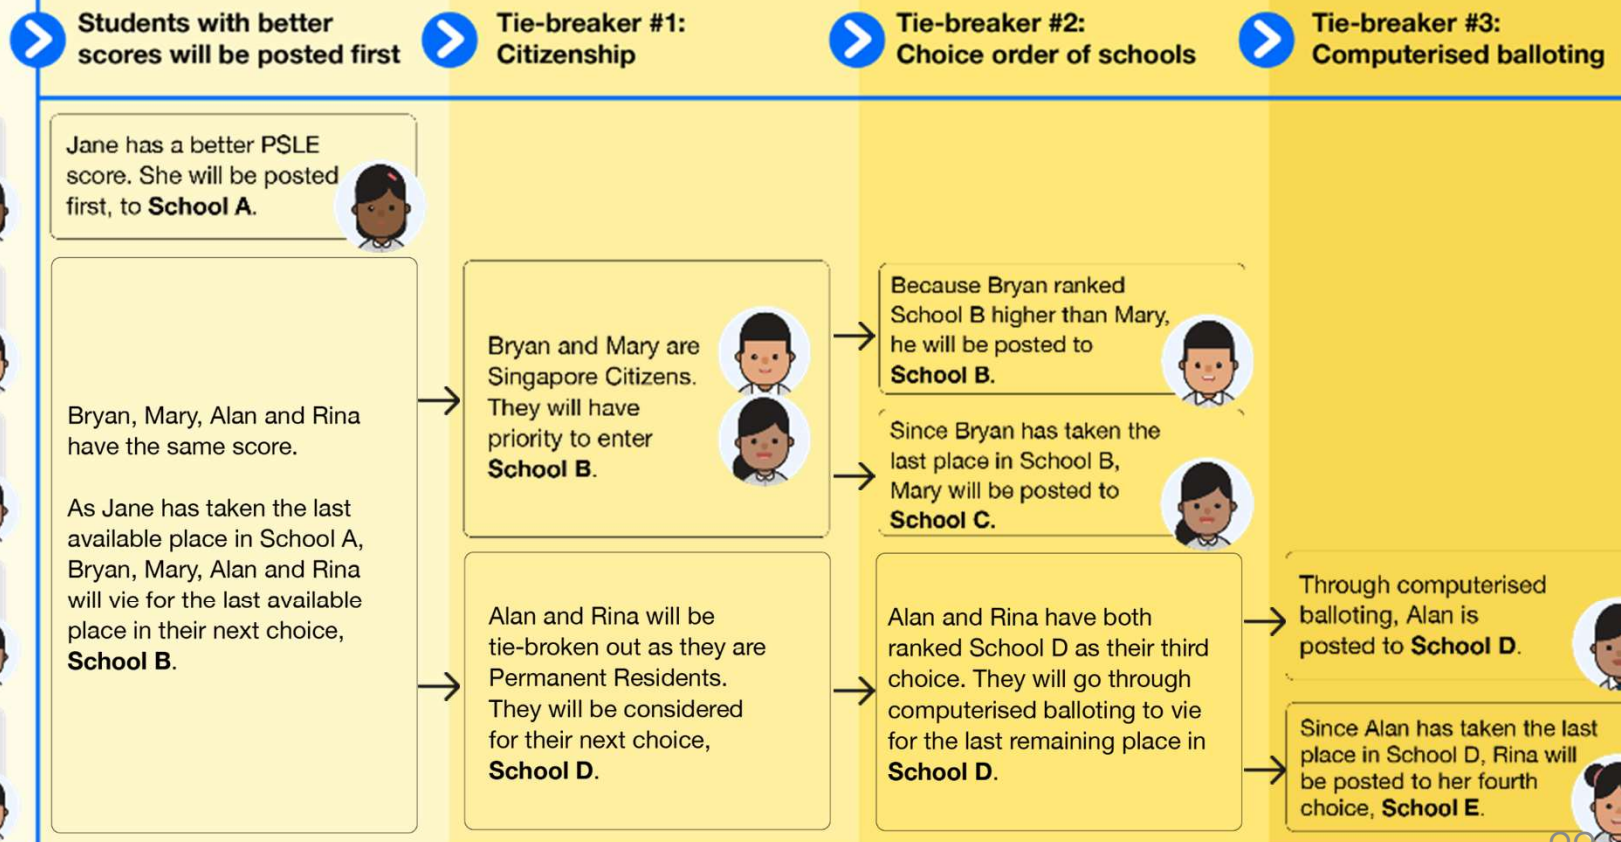 Students with better
scores will be posted first
Tie-breaker #1:
Citizenship
Tie-breaker #2:
Choice order of schools
Tie-breaker #3:
Computerised balloting
Jane has a better PSLE
score. She will be posted
first, to School A.
Bryan, Mary, Alan and Rina
have the same score.
As Jane has taken the last
available place in School A,
Bryan, Mary, Alan and Rina
will vie for the last available
place in their next choice,
School B.
Bryan and Mary are
Singapore Citizens.
They will have
priority to enter
School B.
Alan and Rina will be
tie-broken out as they are
Permanent Residents.
They will be considered
for their next choice,
School D.
Because Bryan ranked
School B higher than Mary,
he will be posted to
School B.
Since Bryan has taken the
last place in School B,
Mary will be posted to
School C.
Alan and Rina have both
ranked School D as their third
choice. They will go through
computerised balloting to vie
for the last remaining place in
School D.
Through computerised
balloting, Alan is
posted to School D.
Since Alan has taken the last
place in School D, Rina will
be posted to her fourth
choice, School E.